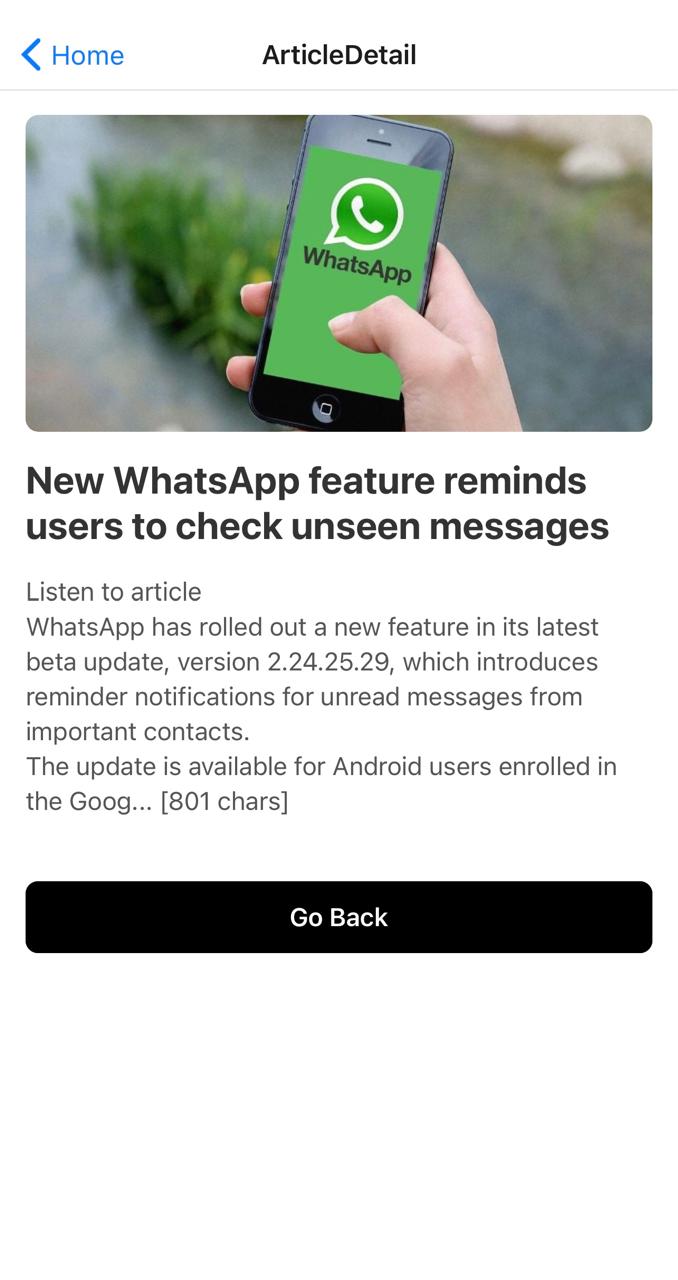 Home
ArticleDetail
WhatsApp
New WhatsApp feature reminds
users to check unseen messages
Listen to article
WhatsApp has rolled out a new feature in its latest
beta update, version 2.24.25.29, which introduces
reminder notifications for unread messages from
important contacts.
The update is available for Android users enrolled in
the Goog... [801 chars]
Go Back